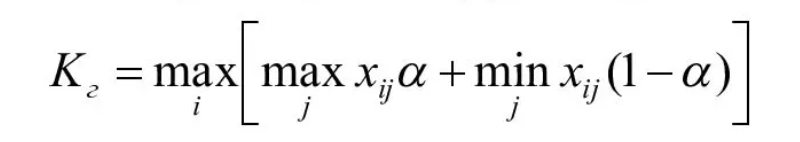 K_г = max_i [ max_j x_ij α + min_j x_ij (1 − α) ]